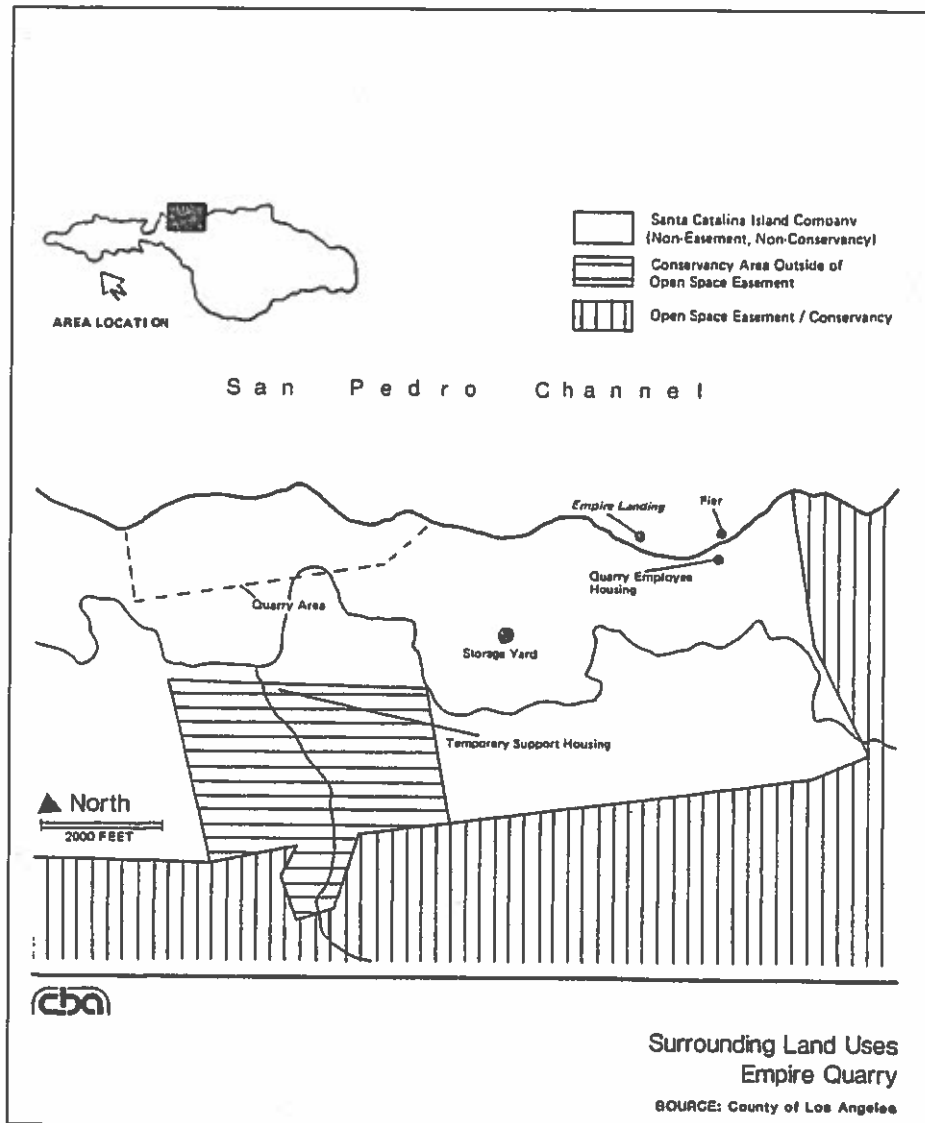 Santa Catalina Island Company
(Non-Easement, Non-Conservancy)
Conservancy Area Outside of
Open Space Easement
Open Space Easement / Conservancy
AREA LOCATION
San Pedro Channel
Empire Landing
Pier
Quarry Employee
Housing
Quarry Area
Storage Yard
Temporary Support Housing
North
2000 FEET
cba
Surrounding Land Uses
Empire Quarry
SOURCE: County of Los Angeles